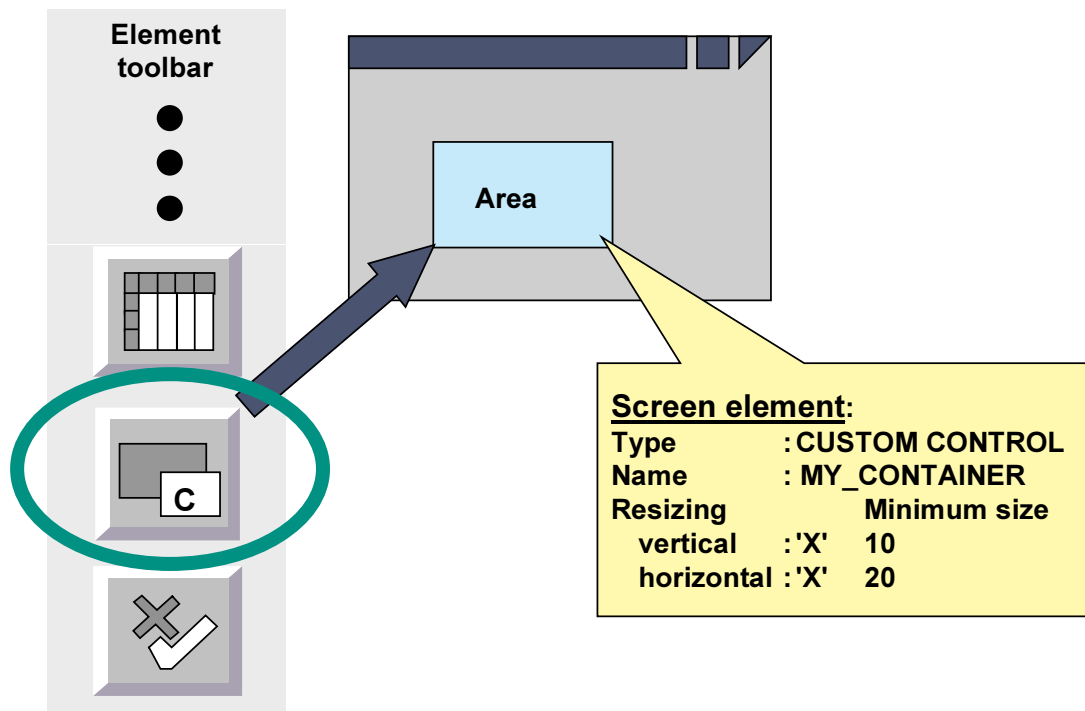 Element
toolbar
Area
C
Screen element:
Type : CUSTOM CONTROL
Name : MY_CONTAINER
Resizing Minimum size
vertical : 'X' 10
horizontal : 'X' 20